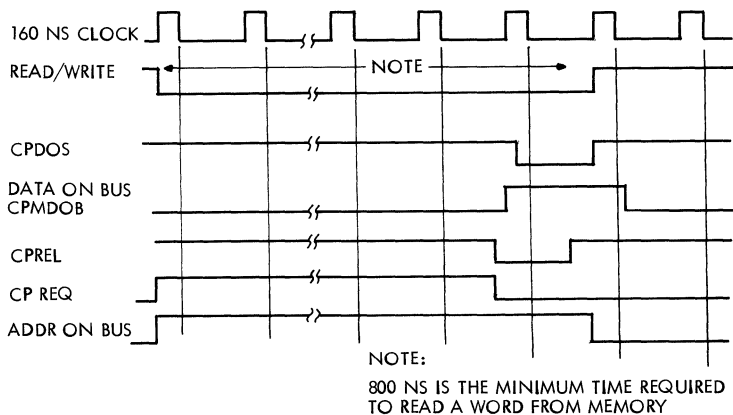 160 NS CLOCK
READ/WRITE
NOTE
CPDOS
DATA ON BUS
CPMDOB
CPREL
CP REQ
ADDR ON BUS
NOTE:
800 NS IS THE MINIMUM TIME REQUIRED
TO READ A WORD FROM MEMORY